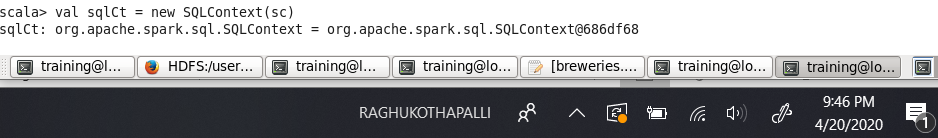 scala> val sqlCt = new SQLContext(sc)
sqlCt: org.apache.spark.sql.SQLContext = org.apache.spark.sql.SQLContext@686df68
training@l... HDFS:/user... training@lo... training@lo... [breweries.... training@lo... training@lo...
RAGHUKOTHAPALLI 9:46 PM
4/20/2020 1